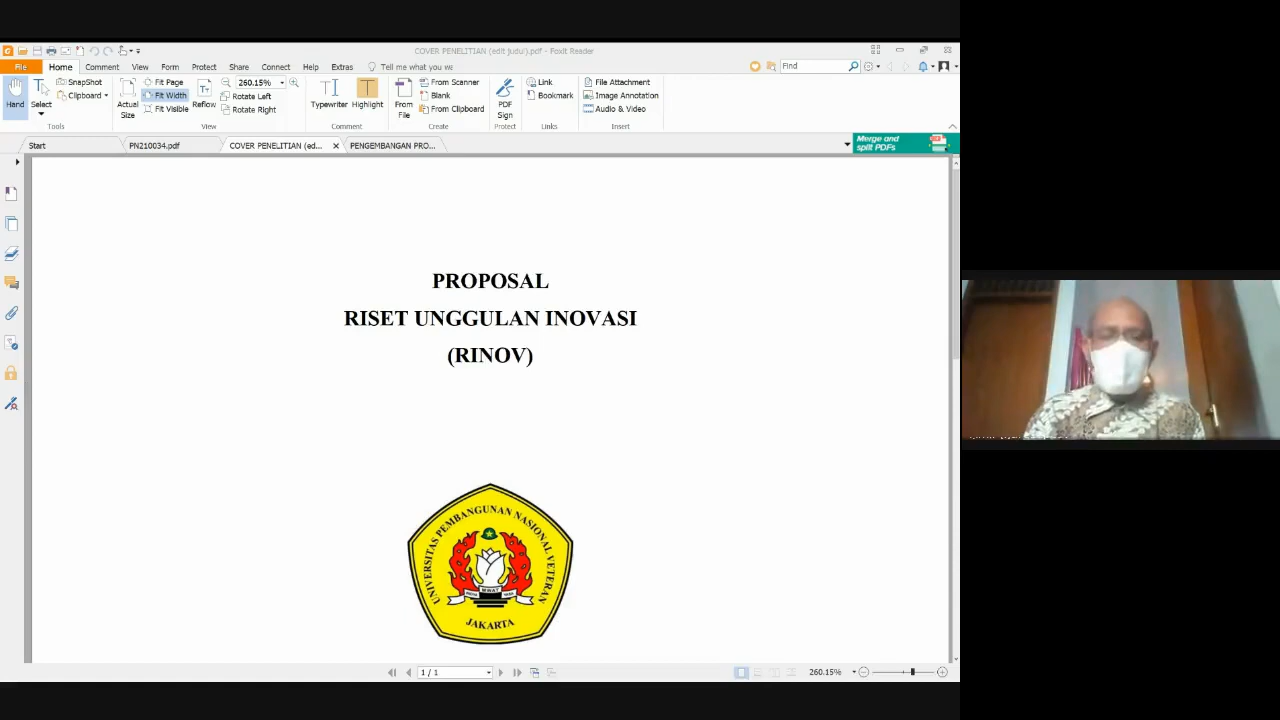 COVER PENELITIAN (edit judul).pdf - Foxit Reader
File Home Comment View Form Protect Share Connect Help Extras Tell me what you w
Find
Hand
Select
SnapShot
Clipboard
Tools
Actual Size
Fit Page
Fit Width
Fit Visible
Reflow
260.15%
Rotate Left
Rotate Right
View
Typewriter
Highlight
Comment
From File
From Scanner
Blank
From Clipboard
Create
PDF Sign
Protect
Link
Bookmark
Links
File Attachment
Image Annotation
Audio & Video
Insert
Start
PN210034.pdf
COVER PENELITIAN (ed...
PENGEMBANGAN PRO...
Merge and
split PDFs
PROPOSAL
RISET UNGGULAN INOVASI
(RINOV)
UNIVERSITAS PEMBANGUNAN NASIONAL VETERAN
JAKARTA
1 / 1
260.15%